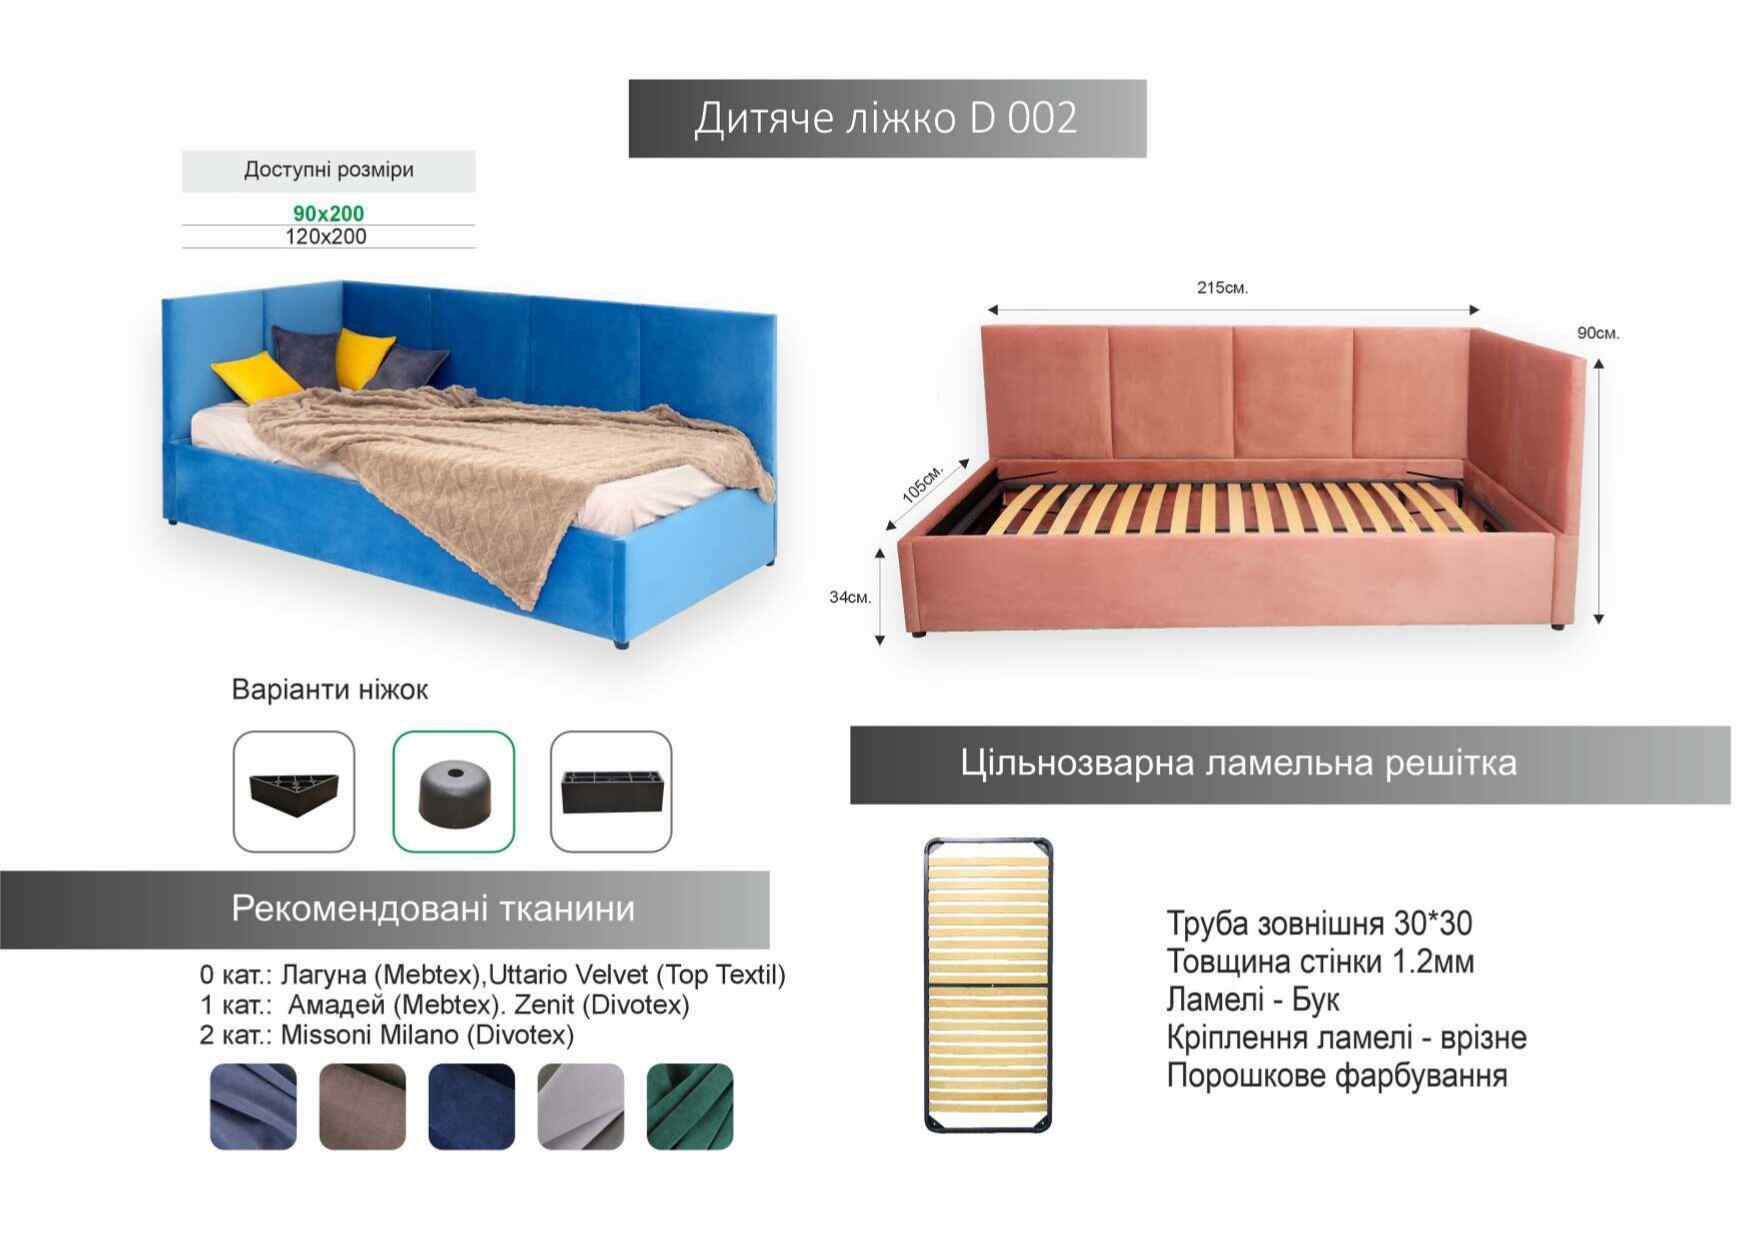 Дитяче ліжко D 002
Доступні розміри
90x200
120x200
215см.
90см.
105см.
34см.
Варіанти ніжок
Цільнозварна ламельна решітка
Рекомендовані тканини
0 кат.: Лагуна (Mebtex),Uttario Velvet (Top Textil)
1 кат.:  Амадей (Mebtex). Zenit (Divotex)
2 кат.: Missoni Milano (Divotex)
Труба зовнішня 30*30
Товщина стінки 1.2мм
Ламелі - Бук
Кріплення ламелі - врізне
Порошкове фарбування